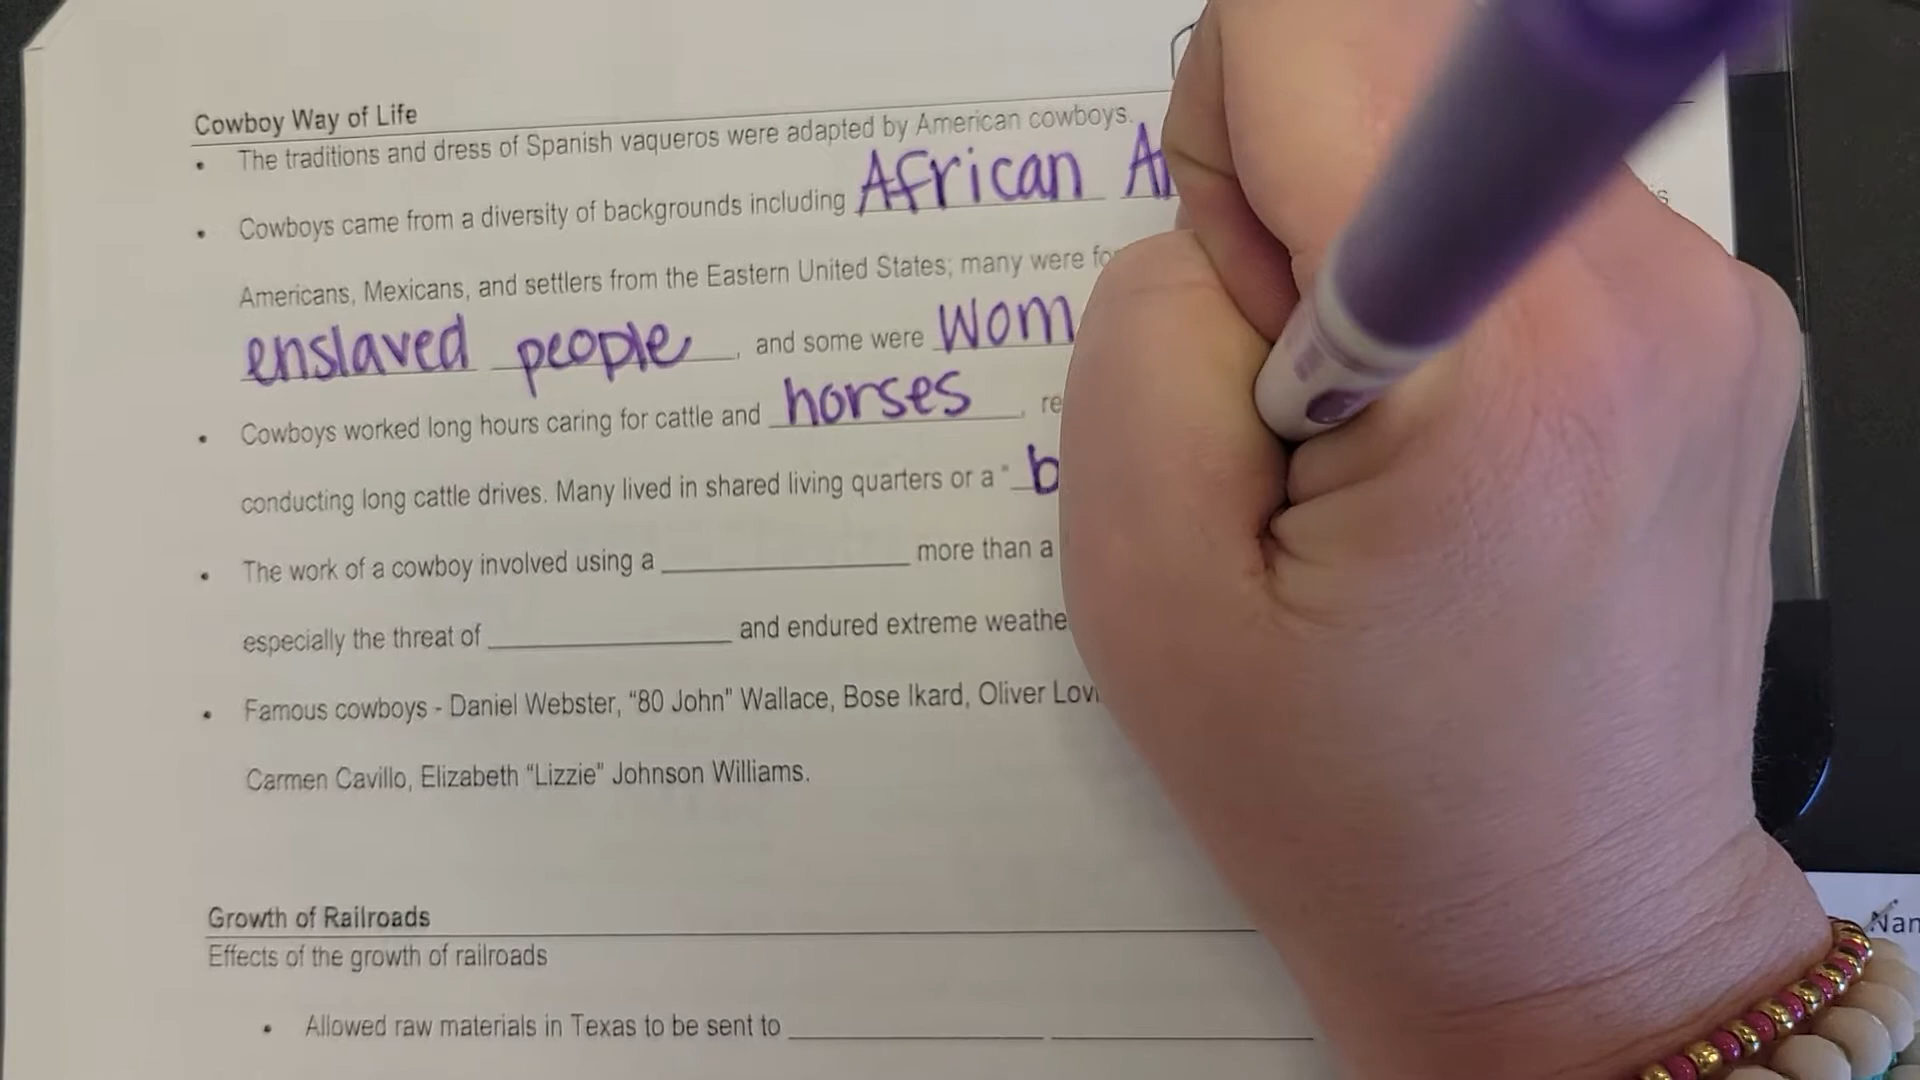 Cowboy Way of Life
• The traditions and dress of Spanish vaqueros were adapted by American cowboys.
• Cowboys came from a diversity of backgrounds including African
Americans, Mexicans, and settlers from the Eastern United States; many were
enslaved people, and some were
• Cowboys worked long hours caring for cattle and horses,
conducting long cattle drives. Many lived in shared living quarters or a "
• The work of a cowboy involved using a ____________ more than a
especially the threat of ____________ and endured extreme
• Famous cowboys - Daniel Webster, "80 John" Wallace, Bose Ikard, Oliver
Carmen Cavillo, Elizabeth "Lizzie" Johnson Williams.
Growth of Railroads
Effects of the growth of railroads
• Allowed raw materials in Texas to be sent to ____________ ____________